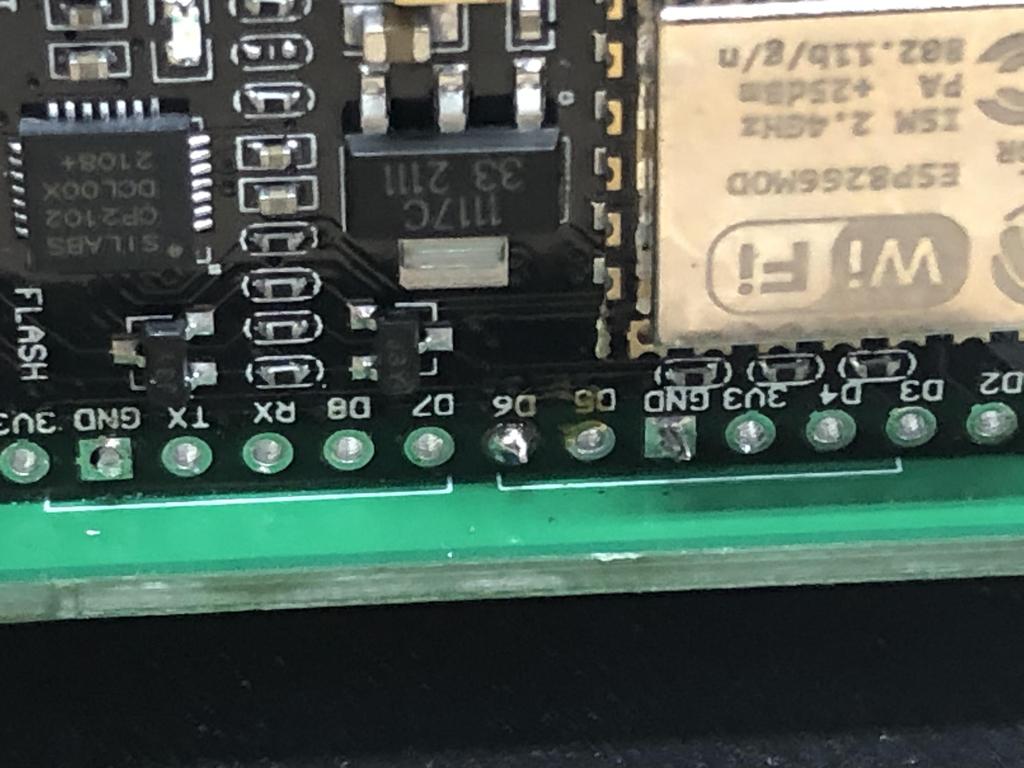 3V3 GND TX RX D8 D7 D6 D5 GND 3V3 D4 D3 D2
FLASH
WiFi
ESP8266MOD
ISM 2.4GHz
PA +25dBm
802.11b/g/n
1117C
33 2111
SILABS
CP2102
DCL00X
2108+